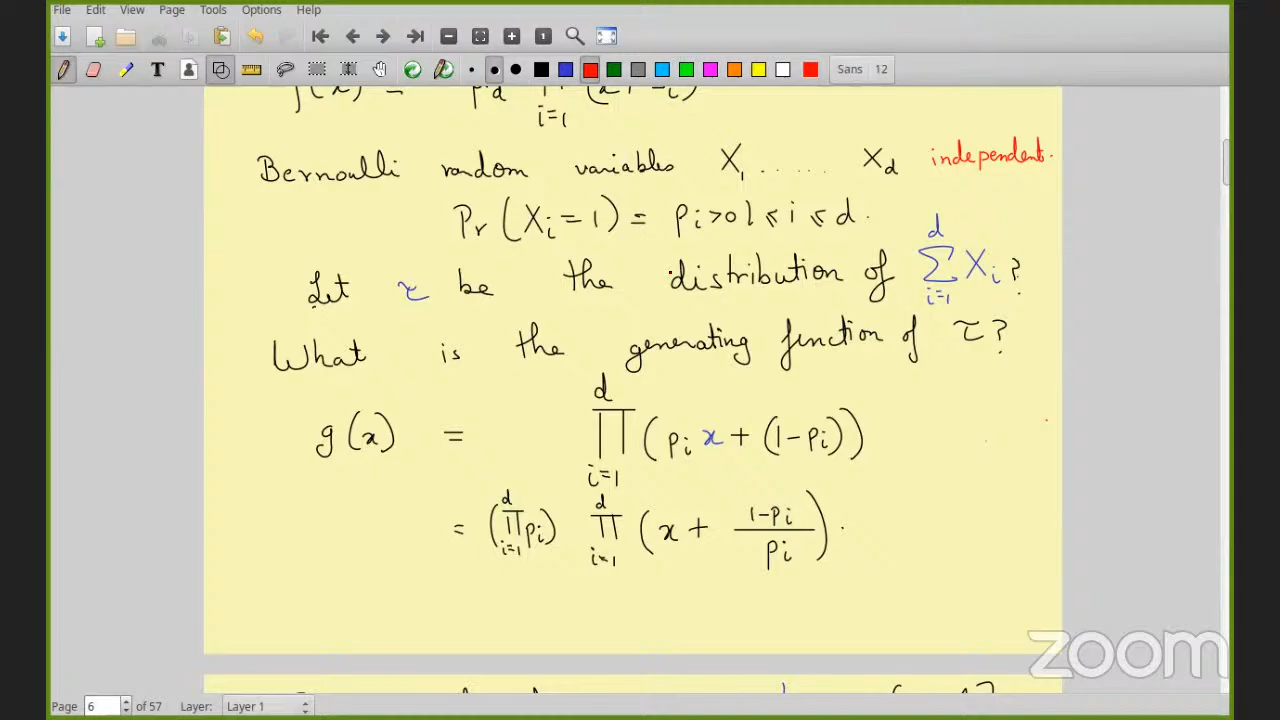 File Edit View Page Tools Options Help
Sans 12
i=1
Bernoulli random variables X₁ ...... X_d independent.
Pr (Xᵢ = 1) = pᵢ > 0 1 ≤ i ≤ d.
Let τ be the distribution of ∑_{i=1}^{d} Xᵢ?
What is the generating function of τ?
g(x) = ∏_{i=1}^{d} (pᵢ x + (1-pᵢ))
= (∏_{i=1}^{d} pᵢ) ∏_{i=1}^{d} (x + (1-pᵢ)/pᵢ).
zoom
Page 6 of 57 Layer: Layer 1